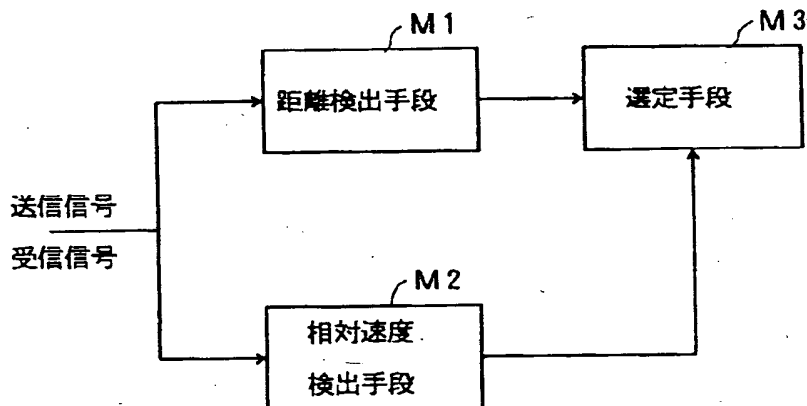 M1
M3
距離検出手段
選定手段
送信信号
受信信号
M2
相対速度
検出手段